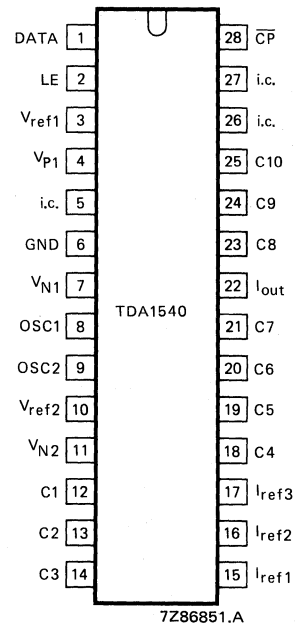 DATA 1 28 C̅P̅
LE 2 27 i.c.
Vref1 3 26 i.c.
VP1 4 25 C10
i.c. 5 24 C9
GND 6 23 C8
VN1 7 22 Iout
TDA1540
OSC1 8 21 C7
OSC2 9 20 C6
Vref2 10 19 C5
VN2 11 18 C4
C1 12 17 Iref3
C2 13 16 Iref2
C3 14 15 Iref1
7Z86851.A